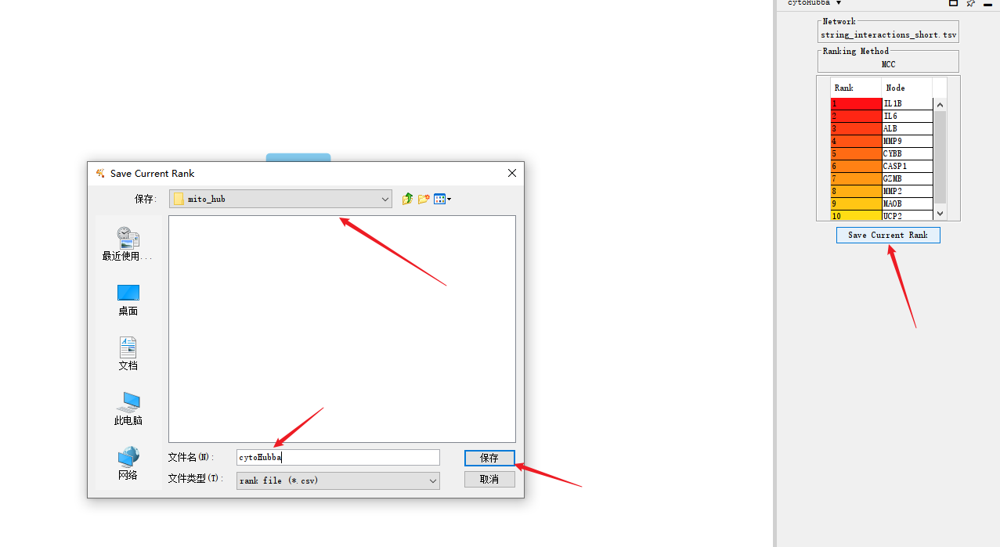 cytoHubba
Network
string_interactions_short.tsv
Ranking Method
MCC
Rank Node
1 IL1B
2 IL6
3 ALB
4 MMP9
5 CYBB
6 CASP1
7 GZMB
8 MMP2
9 MAOB
10 UCP2
Save Current Rank
Save Current Rank
保存:
mito_hub
最近使用...
桌面
文档
此电脑
网络
文件名(N):
cytoHubba
保存
文件类型(T):
rank file (*.csv)
取消